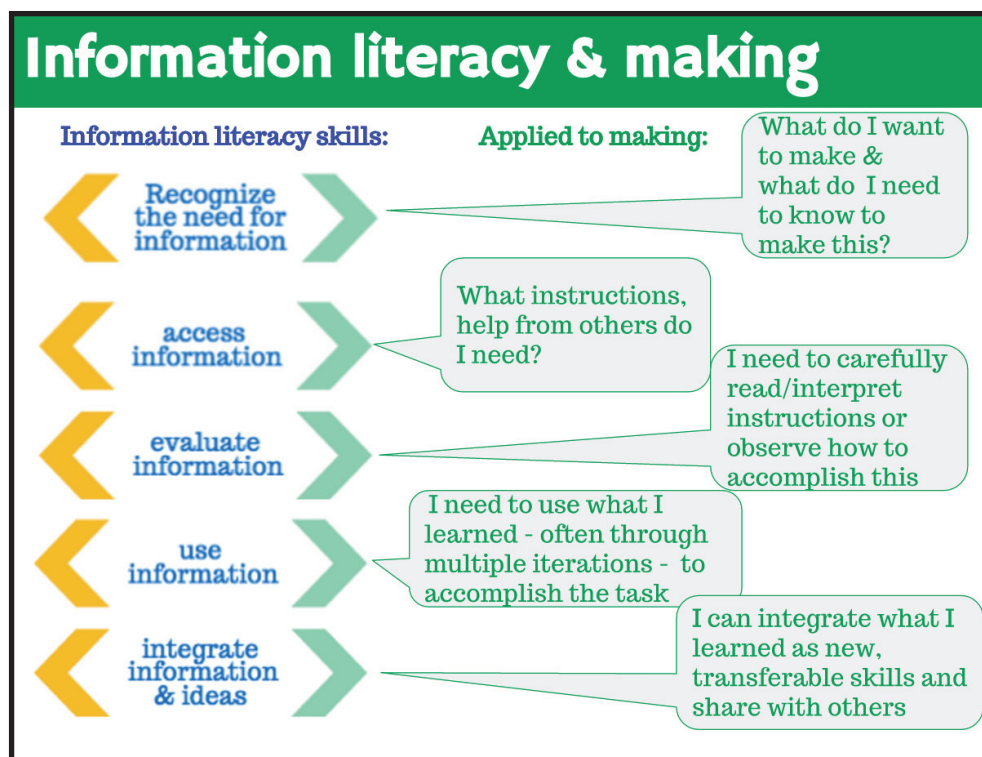 Information literacy & making
Information literacy skills:
Applied to making:
Recognize
the need for
information
What do I want
to make &
what do I need
to know to
make this?
access
information
What instructions,
help from others do
I need?
evaluate
information
I need to carefully
read/interpret
instructions or
observe how to
accomplish this
use
information
I need to use what I
learned - often through
multiple iterations - to
accomplish the task
integrate
information
& ideas
I can integrate what I
learned as new,
transferable skills and
share with others